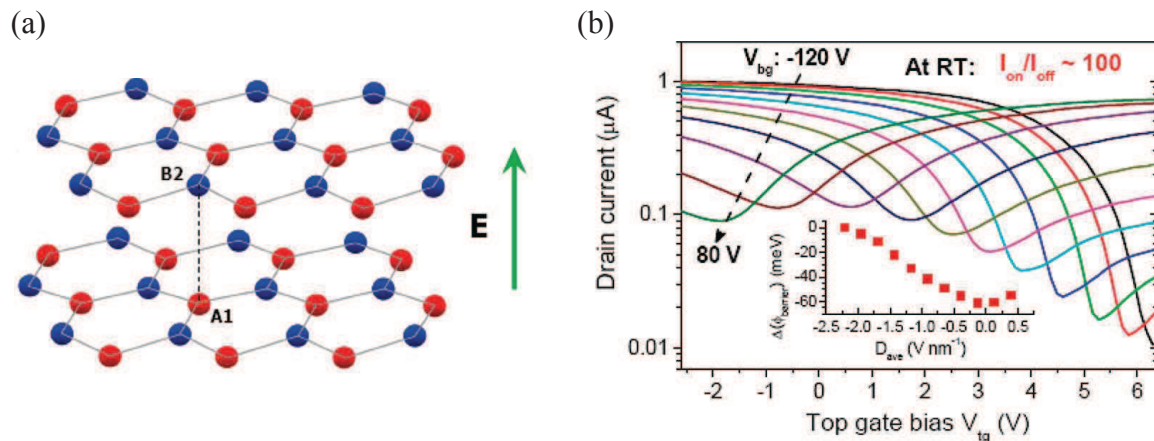 (a)
B2
A1
E
(b)
V_bg: -120 V
At RT: I_on/I_off ~ 100
80 V
Drain current (μA)
1
0.1
0.01
-2 -1 0 1 2 3 4 5 6
Top gate bias V_tg (V)
Δ(ϕ_barrier) (meV)
0
-20
-40
-60
-2.5 -2.0 -1.5 -1.0 -0.5 0.0 0.5
D_ave (V nm⁻¹)